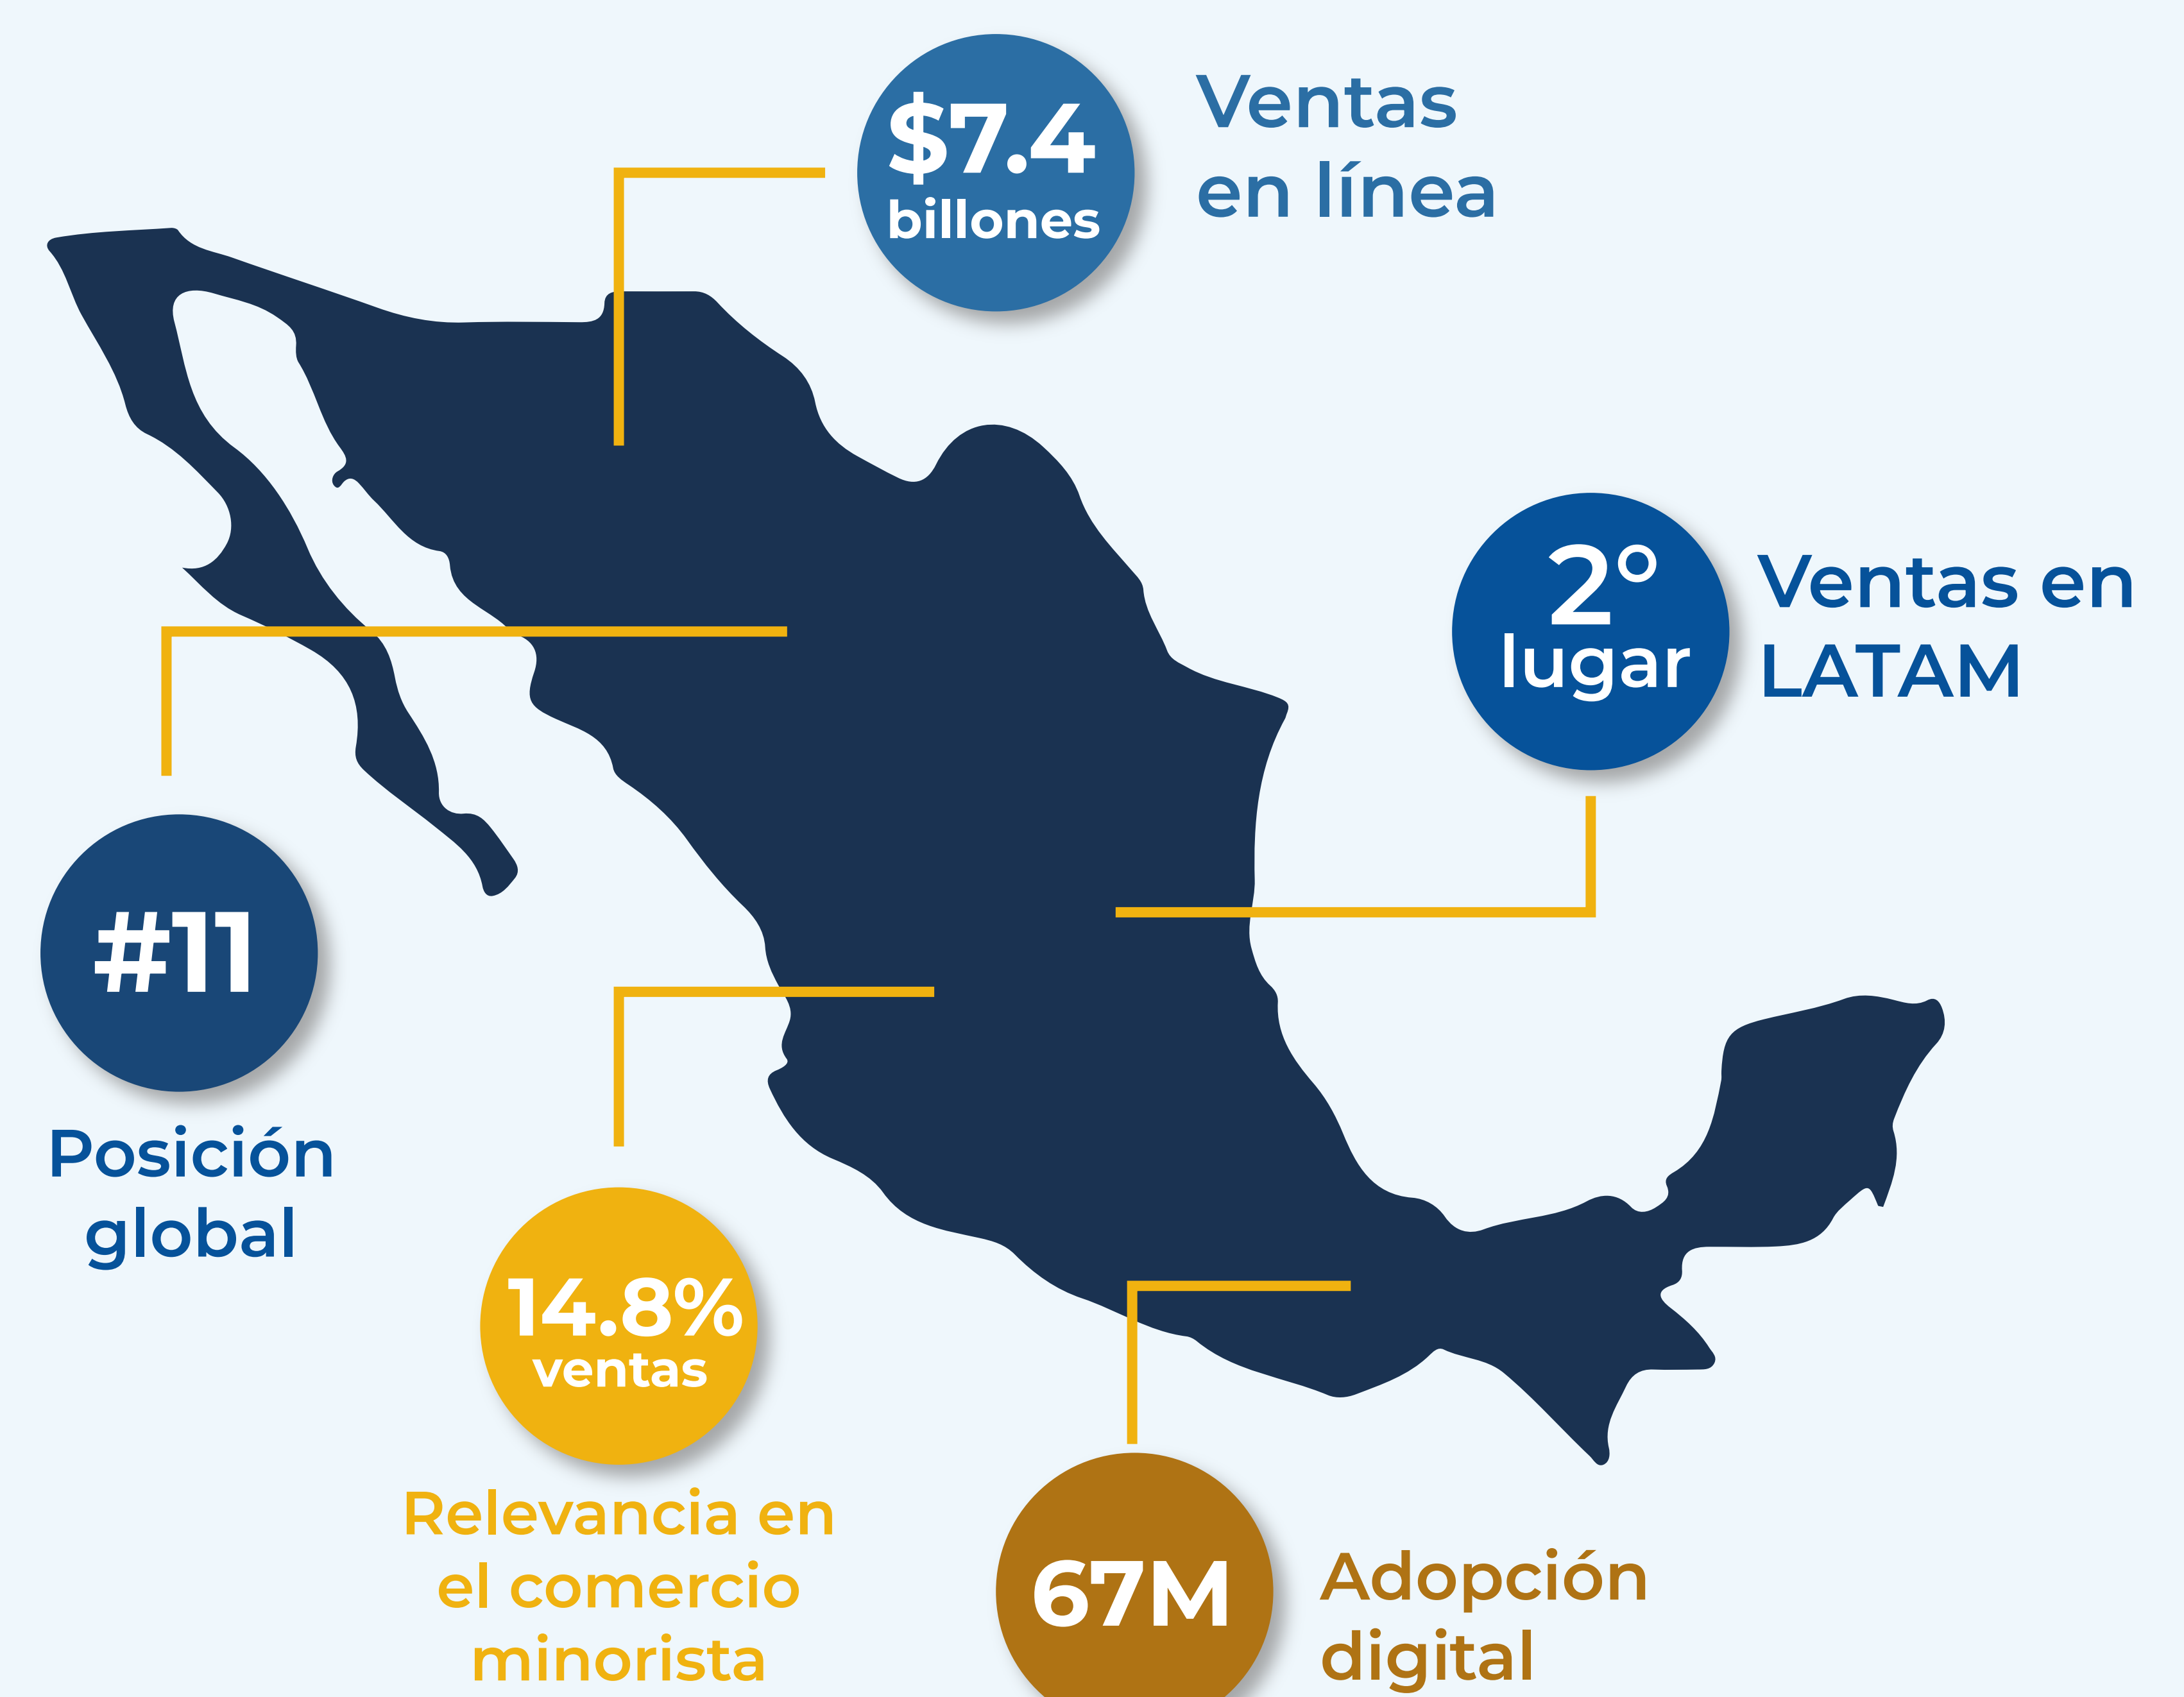 $7.4
billones
Ventas
en línea
2°
lugar
Ventas en
LATAM
#11
Posición
global
14.8%
ventas
Relevancia en
el comercio
minorista
67M
Adopción
digital